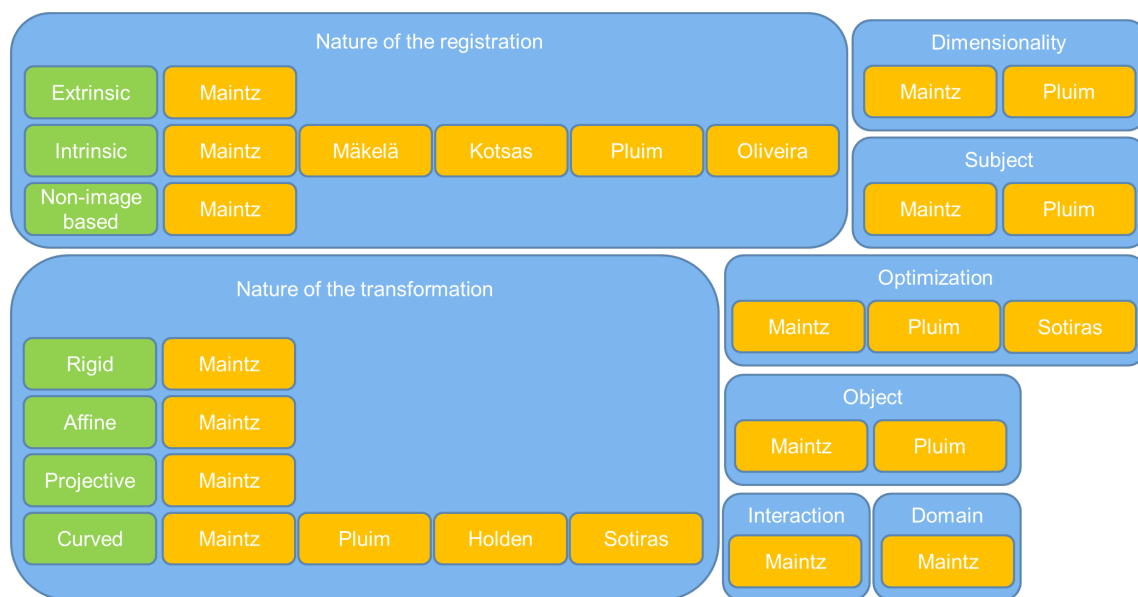 Nature of the registration
Extrinsic Maintz
Intrinsic Maintz Mäkelä Kotsas Pluim Oliveira
Non-image
based
Maintz
Dimensionality
Maintz Pluim
Subject
Maintz Pluim
Nature of the transformation
Rigid Maintz
Affine Maintz
Projective Maintz
Curved Maintz Pluim Holden Sotiras
Optimization
Maintz Pluim Sotiras
Object
Maintz Pluim
Interaction
Maintz
Domain
Maintz